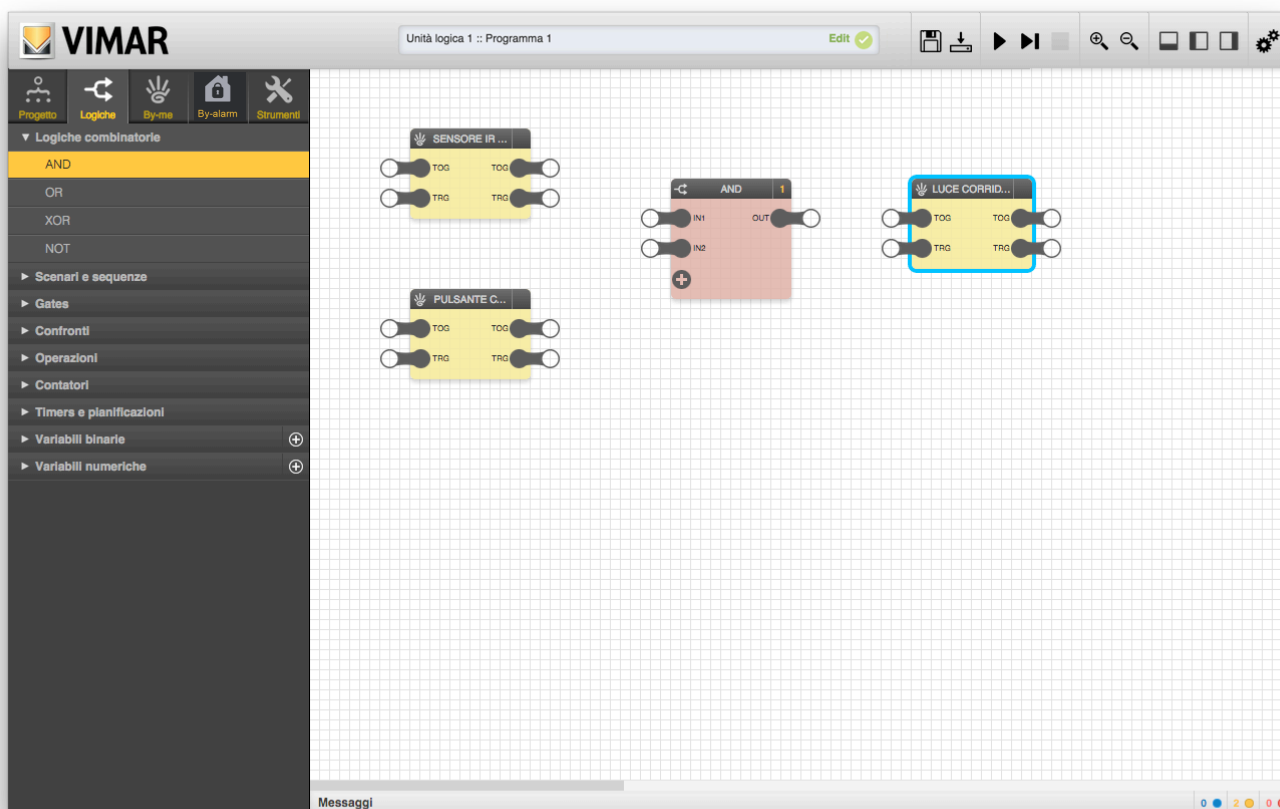 VIMAR
Unità logica 1 :: Programma 1
Edit
Progetto
Logiche
By-me
By-alarm
Strumenti
Logiche combinatorie
AND
OR
XOR
NOT
Scenari e sequenze
Gates
Confronti
Operazioni
Contatori
Timers e pianificazioni
Variabili binarie
Variabili numeriche
SENSORE IR ...
TOG TOG
TRG TRG
PULSANTE C...
TOG TOG
TRG TRG
AND 1
IN1 OUT
IN2
LUCE CORRID...
TOG TOG
TRG TRG
Messaggi
0 2 0